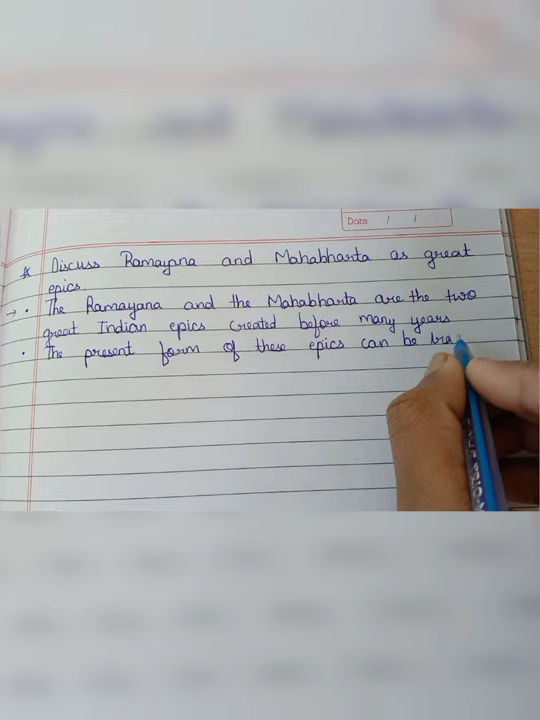 Date / /
* Discuss Ramayana and Mahabharta as great
epics.
→ • The Ramayana and the Mahabharta are the two
great Indian epics created before many years
• The present form of these epics can be tra